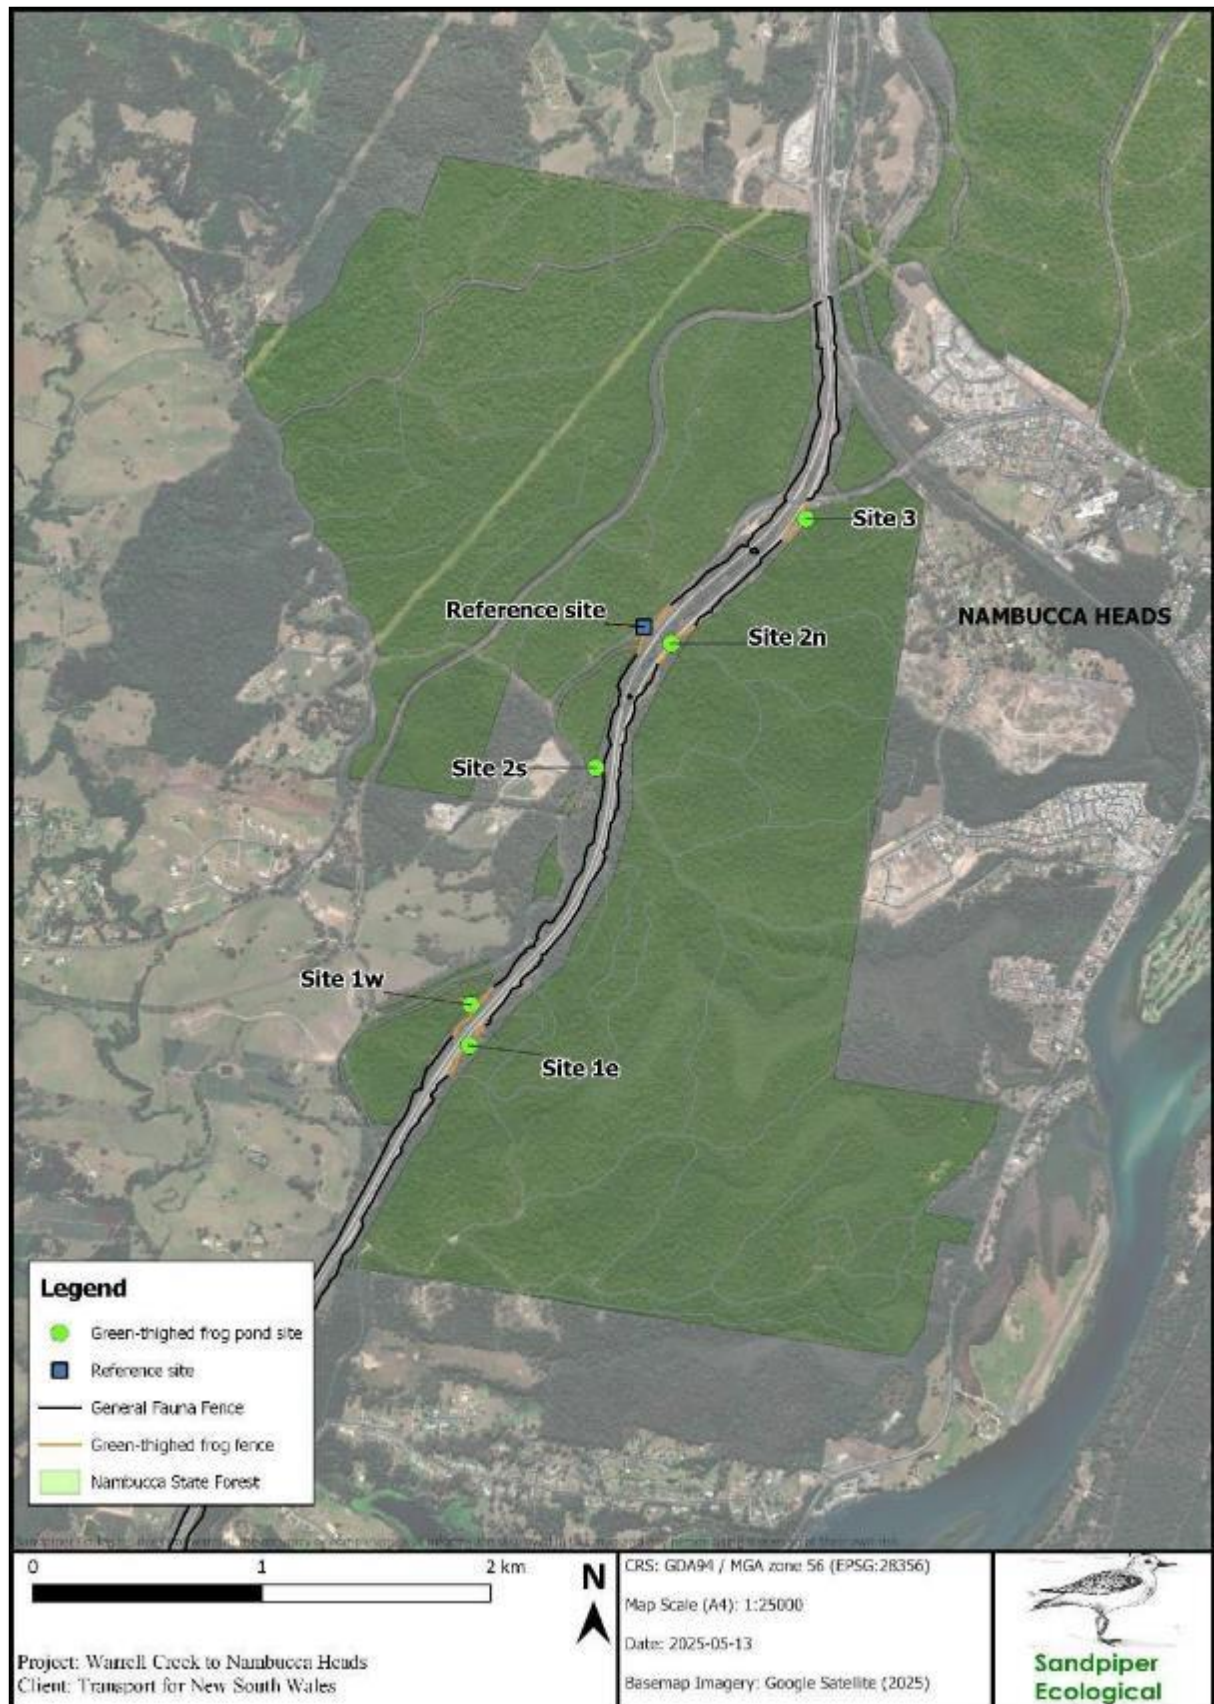 Site 3
Reference site
NAMBUCCA HEADS
Site 2n
Site 2s
Site 1w
Site 1e
Legend
Green-thighed frog pond site
Reference site
General Fauna Fence
Green-thighed frog fence
Nambucca State Forest
0 1 2 km
N
Project: Warrell Creek to Nambucca Heads
Client: Transport for New South Wales
CRS: GDA94 / MGA zone 56 (EPSG:28356)
Map Scale (A4): 1:25000
Date: 2025-05-13
Basemap Imagery: Google Satellite (2025)
Sandpiper
Ecological